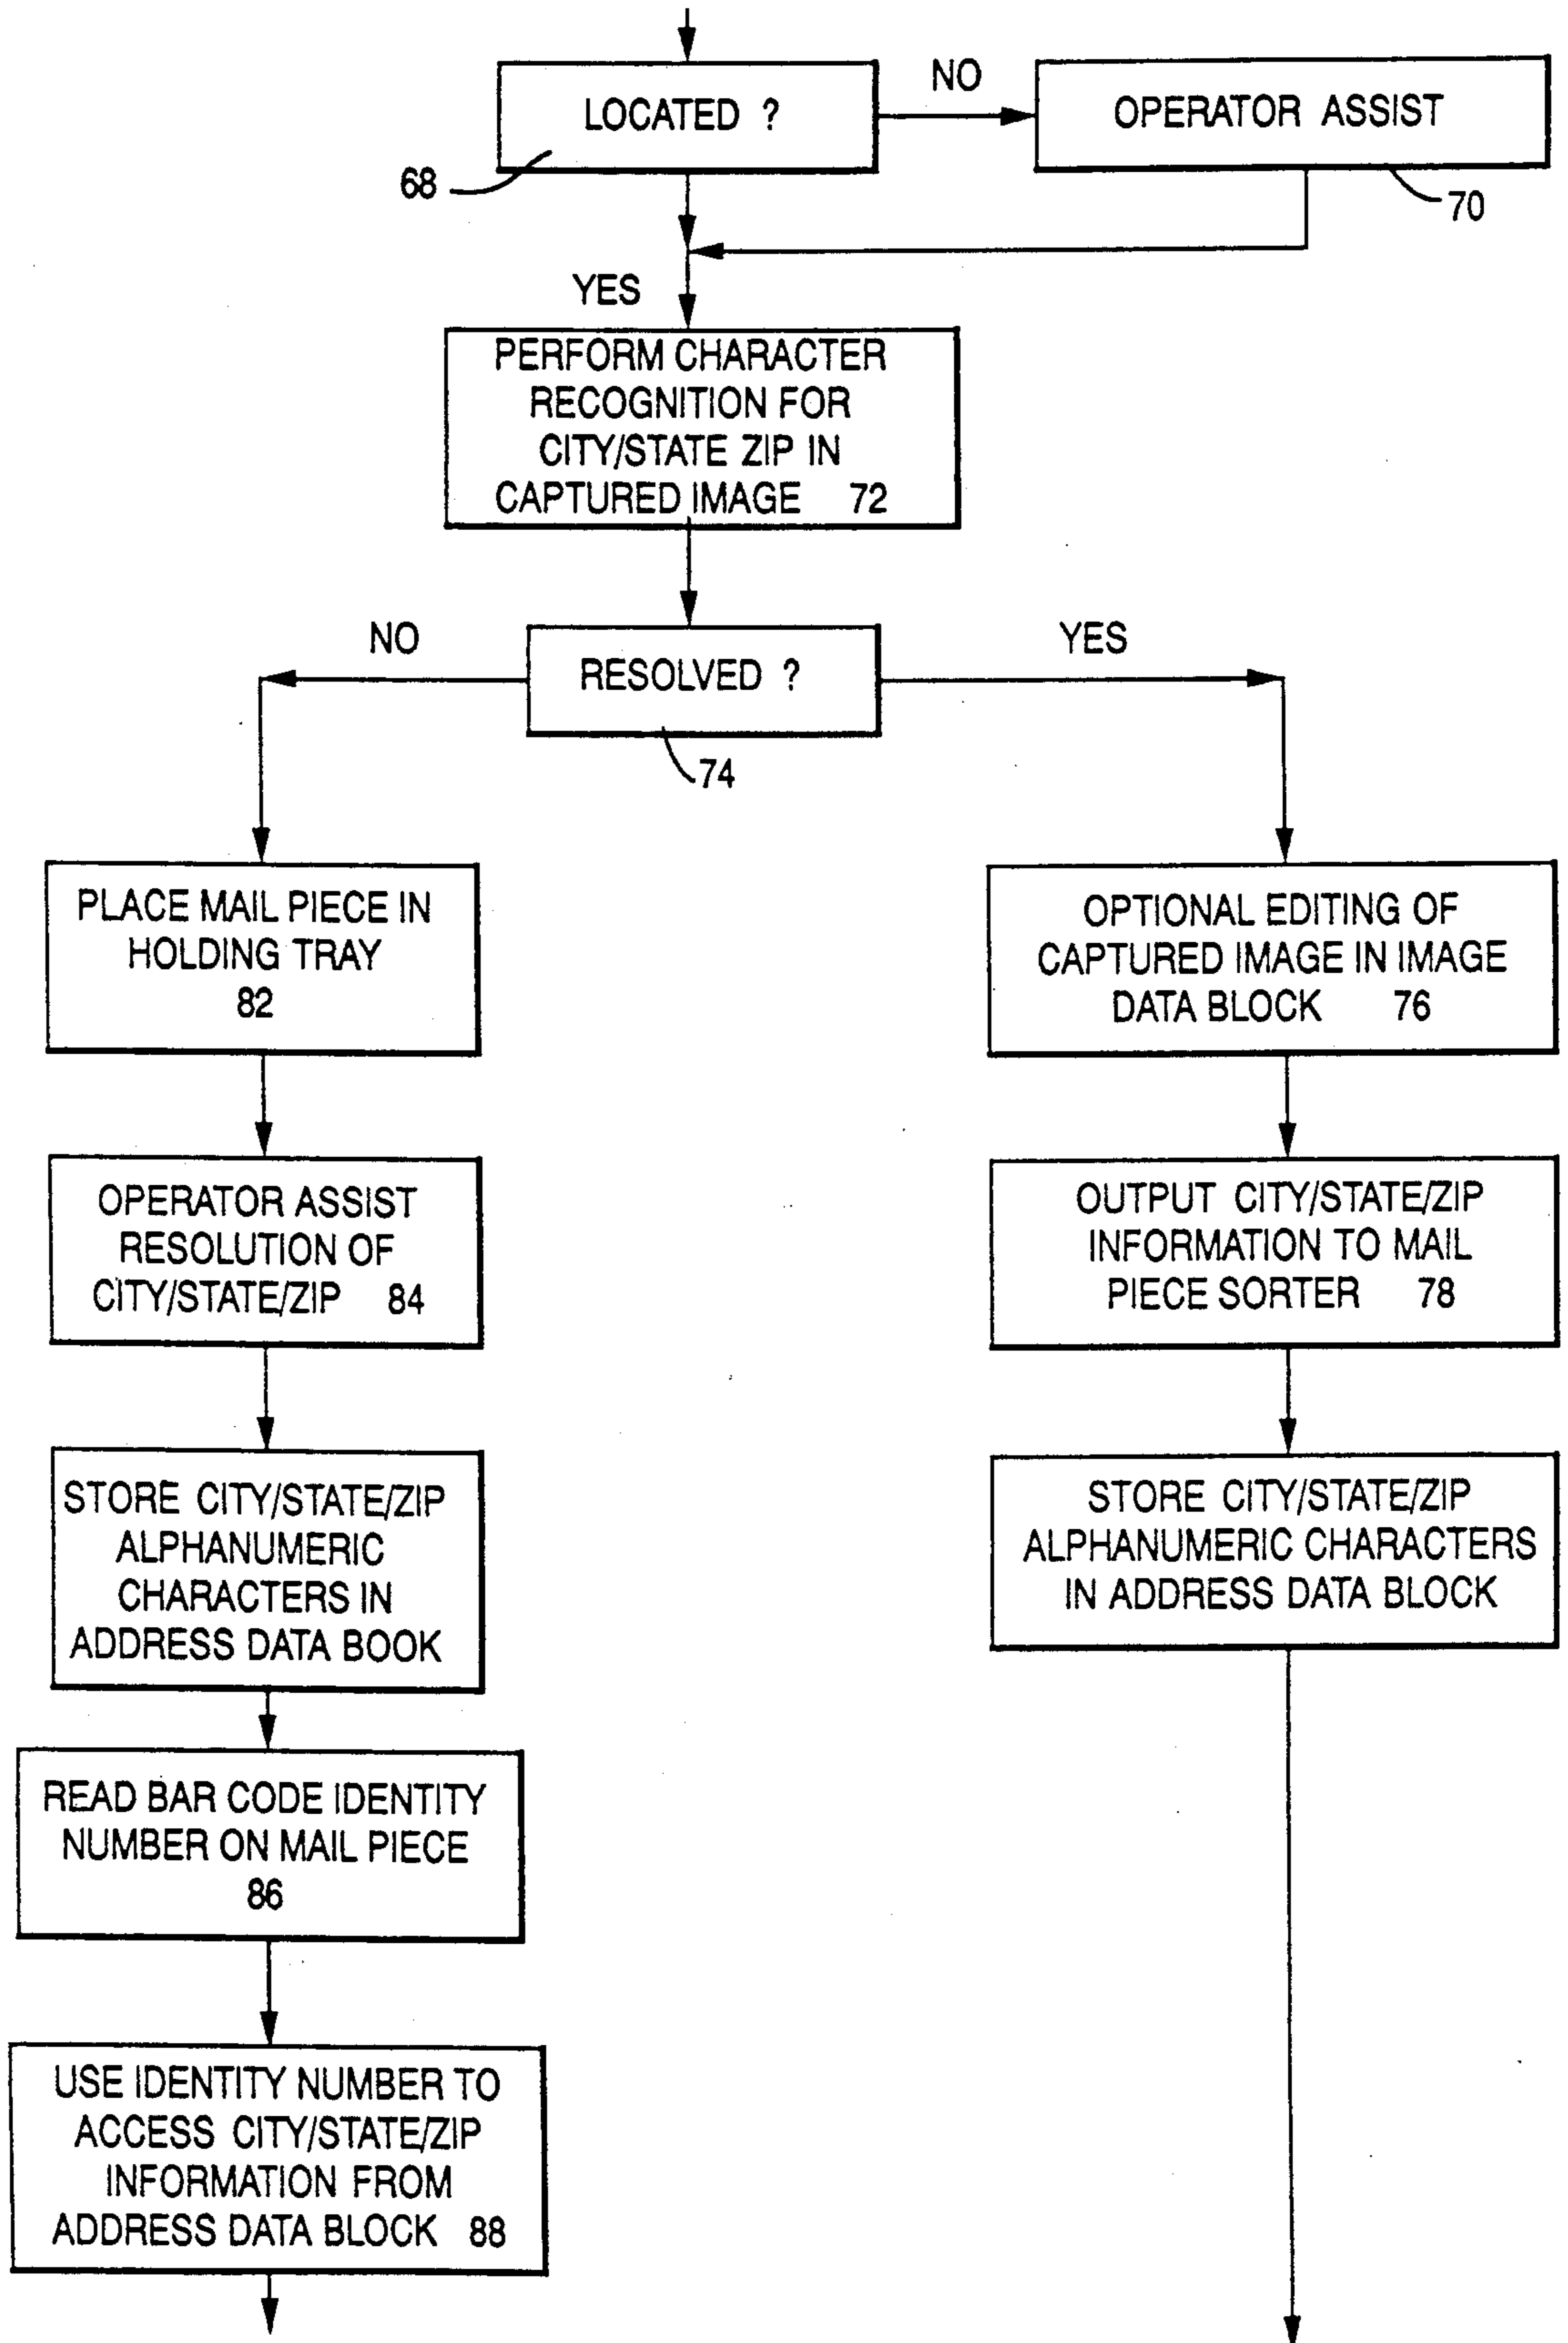 LOCATED ?
NO
OPERATOR ASSIST
68
70
YES
PERFORM CHARACTER
RECOGNITION FOR
CITY/STATE ZIP IN
CAPTURED IMAGE 72
NO
RESOLVED ?
YES
74
PLACE MAIL PIECE IN
HOLDING TRAY
82
OPERATOR ASSIST
RESOLUTION OF
CITY/STATE/ZIP 84
STORE CITY/STATE/ZIP
ALPHANUMERIC
CHARACTERS IN
ADDRESS DATA BOOK
READ BAR CODE IDENTITY
NUMBER ON MAIL PIECE
86
USE IDENTITY NUMBER TO
ACCESS CITY/STATE/ZIP
INFORMATION FROM
ADDRESS DATA BLOCK 88
OPTIONAL EDITING OF
CAPTURED IMAGE IN IMAGE
DATA BLOCK 76
OUTPUT CITY/STATE/ZIP
INFORMATION TO MAIL
PIECE SORTER 78
STORE CITY/STATE/ZIP
ALPHANUMERIC CHARACTERS
IN ADDRESS DATA BLOCK